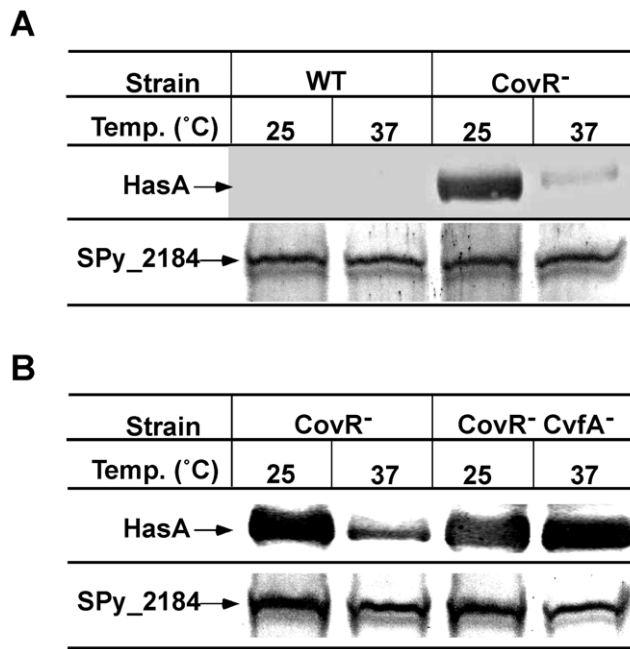 A
Strain WT CovR⁻
Temp. (˚C) 25 37 25 37
HasA
SPy_2184
B
Strain CovR⁻ CovR⁻ CvfA⁻
Temp. (˚C) 25 37 25 37
HasA
SPy_2184